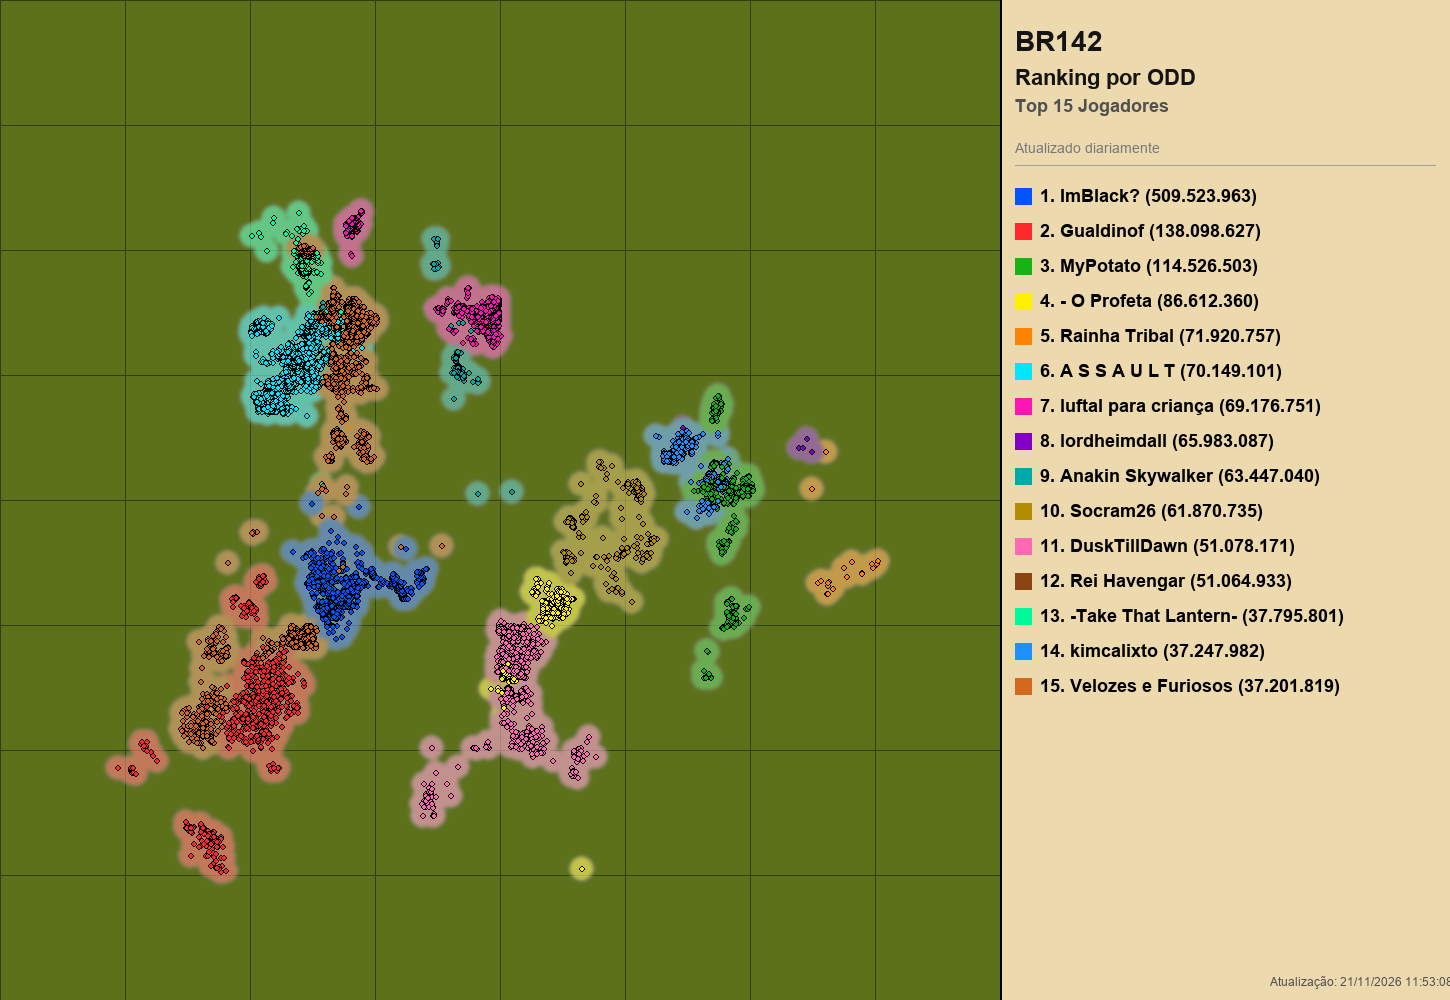 BR142
Ranking por ODD
Top 15 Jogadores
Atualizado diariamente
1. ImBlack? (509.523.963)
2. Gualdinof (138.098.627)
3. MyPotato (114.526.503)
4. - O Profeta (86.612.360)
5. Rainha Tribal (71.920.757)
6. A S S A U L T (70.149.101)
7. luftal para criança (69.176.751)
8. lordheimdall (65.983.087)
9. Anakin Skywalker (63.447.040)
10. Socram26 (61.870.735)
11. DuskTillDawn (51.078.171)
12. Rei Havengar (51.064.933)
13. -Take That Lantern- (37.795.801)
14. kimcalixto (37.247.982)
15. Velozes e Furiosos (37.201.819)
Atualização: 21/11/2026 11:53:08